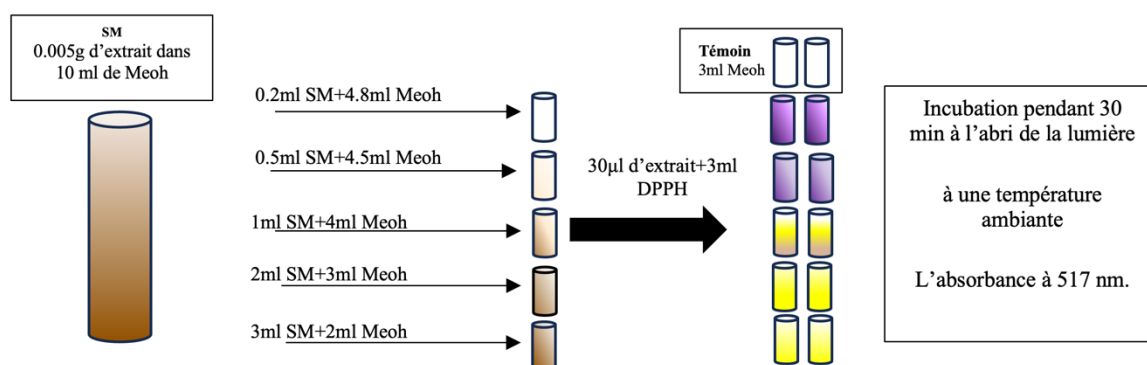 SM
0.005g d’extrait dans
10 ml de Meoh
0.2ml SM+4.8ml Meoh
0.5ml SM+4.5ml Meoh
1ml SM+4ml Meoh
2ml SM+3ml Meoh
3ml SM+2ml Meoh
30µl d’extrait+3ml
DPPH
Témoin
3ml Meoh
Incubation pendant 30
min à l’abri de la lumière
à une température
ambiante
L’absorbance à 517 nm.